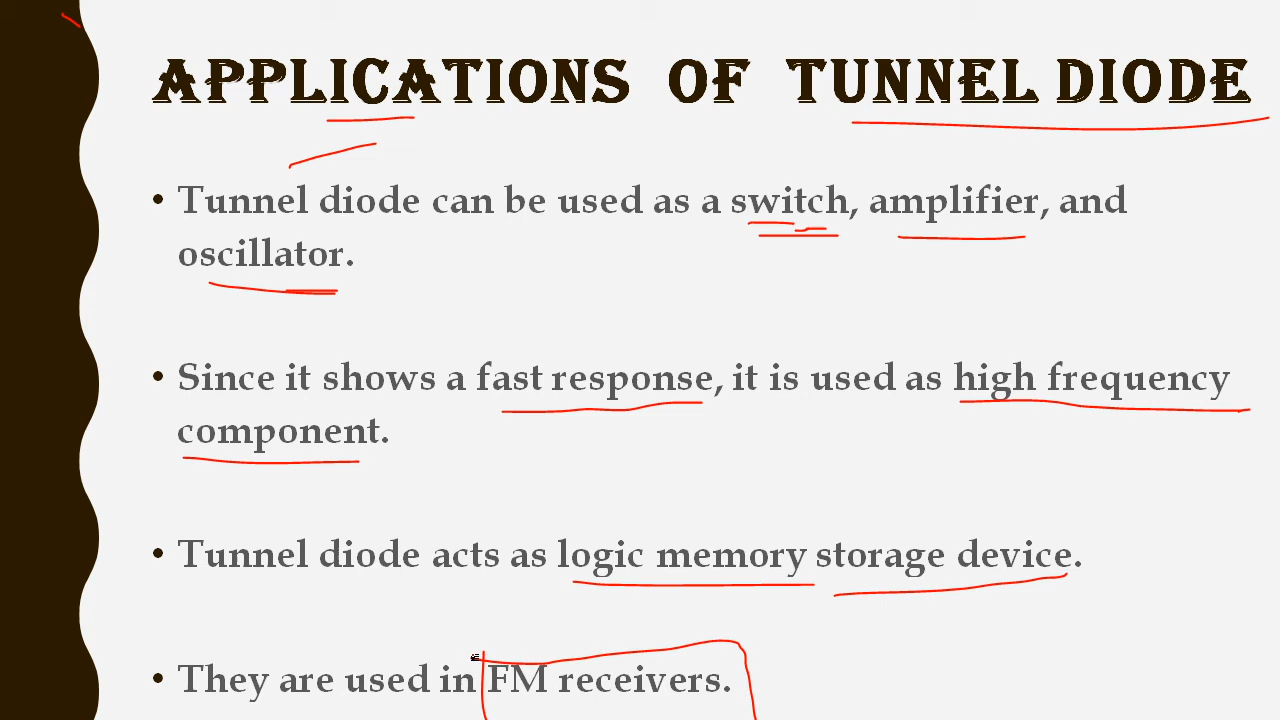 APPLICATIONS OF TUNNEL DIODE
• Tunnel diode can be used as a switch, amplifier, and
oscillator.
• Since it shows a fast response, it is used as high frequency
component.
• Tunnel diode acts as logic memory storage device.
• They are used in FM receivers.